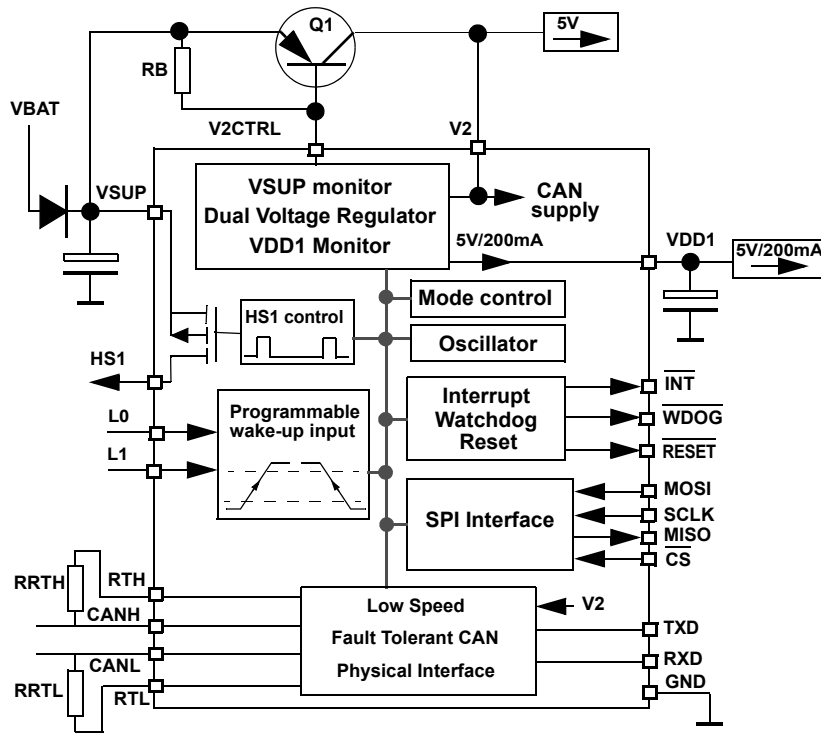 Q1
5V
RB
VBAT
V2CTRL
V2
VSUP
VSUP monitor
Dual Voltage Regulator
VDD1 Monitor
CAN
supply
5V/200mA
VDD1
5V/200mA
Mode control
HS1 control
Oscillator
HS1
INT
L0
Programmable
wake-up input
Interrupt
Watchdog
Reset
WDOG
L1
RESET
MOSI
SPI Interface
SCLK
MISO
CS
RRTH
RTH
Low Speed
V2
CANH
Fault Tolerant CAN
TXD
CANL
Physical Interface
RXD
RRTL
RTL
GND